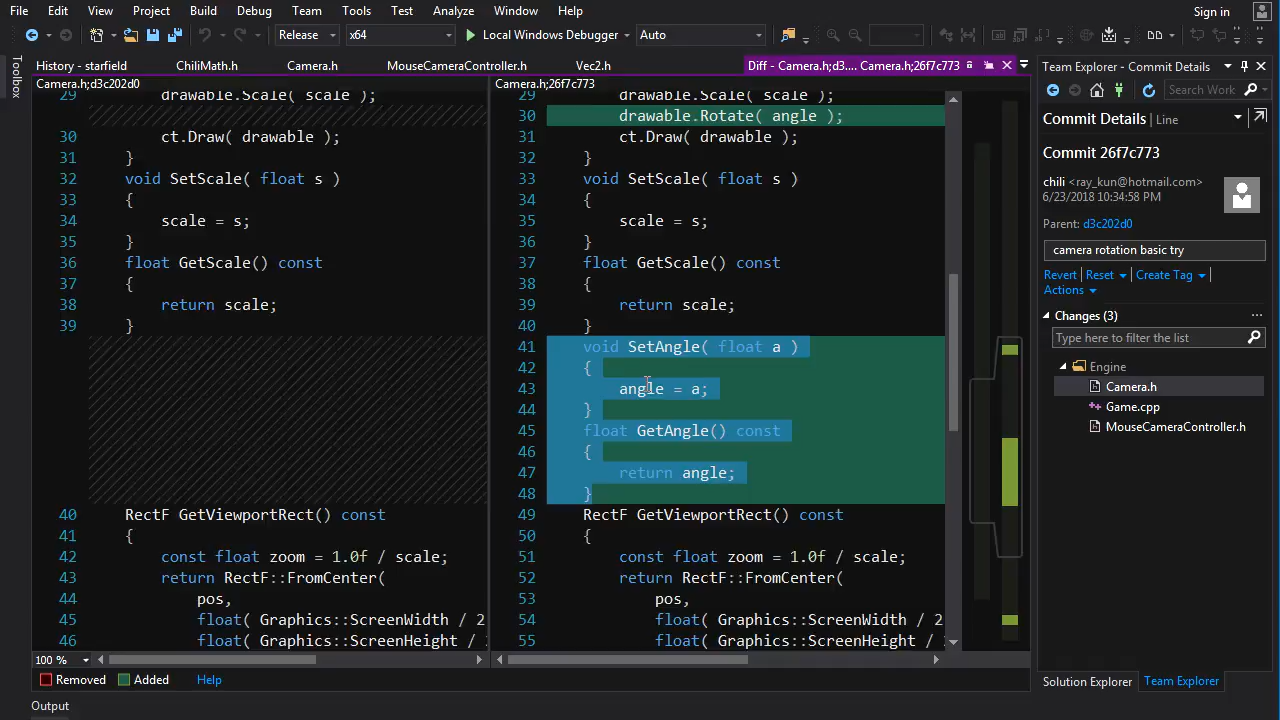 File Edit View Project Build Debug Team Tools Test Analyze Window Help
Sign in
Release x64 Local Windows Debugger Auto
Toolbox
History - starfield ChiliMath.h Camera.h MouseCameraController.h Vec2.h Diff - Camera.h;d3c.... Camera.h;26f7c773
Camera.h;d3c202d0
29 drawable.Scale( scale );
30 ct.Draw( drawable );
31 }
32 void SetScale( float s )
33 {
34 scale = s;
35 }
36 float GetScale() const
37 {
38 return scale;
39 }
40 RectF GetViewportRect() const
41 {
42 const float zoom = 1.0f / scale;
43 return RectF::FromCenter(
44 pos,
45 float( Graphics::ScreenWidth / 2
46 float( Graphics::ScreenHeight /
100 %
Camera.h;26f7c773
29 drawable.Scale( scale );
30 drawable.Rotate( angle );
31 ct.Draw( drawable );
32 }
33 void SetScale( float s )
34 {
35 scale = s;
36 }
37 float GetScale() const
38 {
39 return scale;
40 }
41 void SetAngle( float a )
42 {
43 angle = a;
44 }
45 float GetAngle() const
46 {
47 return angle;
48 }
49 RectF GetViewportRect() const
50 {
51 const float zoom = 1.0f / scale;
52 return RectF::FromCenter(
53 pos,
54 float( Graphics::ScreenWidth / 2
55 float( Graphics::ScreenHeight /
Removed Added Help
Output
Team Explorer - Commit Details
Search Work
Commit Details | Line
Commit 26f7c773
chili <ray_kun@hotmail.com>
6/23/2018 10:34:58 PM
Parent: d3c202d0
camera rotation basic try
Revert Reset Create Tag
Actions
Changes (3)
Type here to filter the list
Engine
Camera.h
Game.cpp
MouseCameraController.h
Solution Explorer Team Explorer